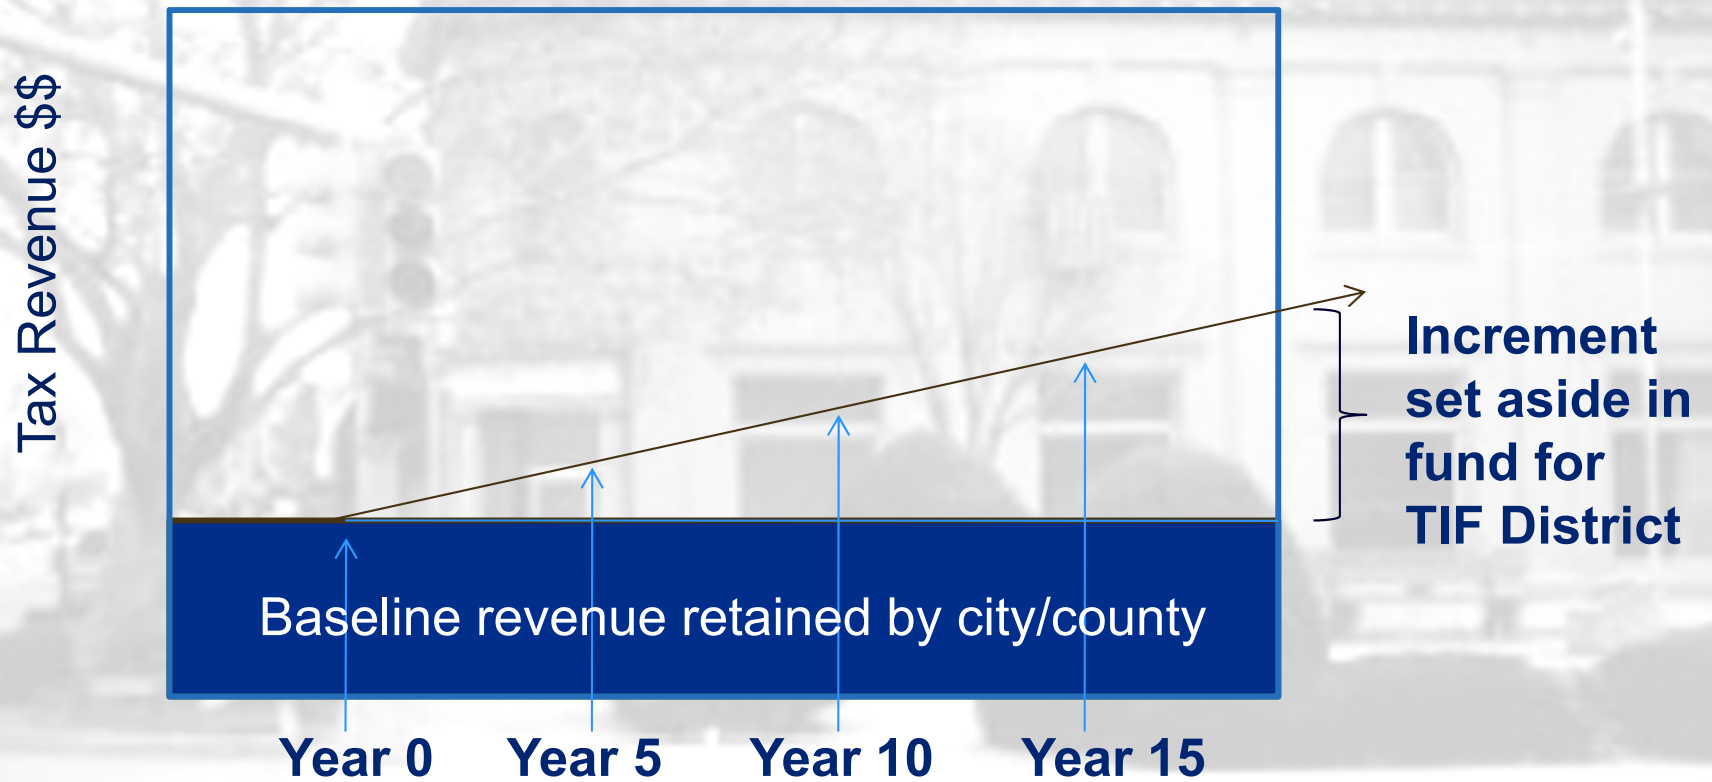 Tax Revenue $$
Increment
set aside in
fund for
TIF District
Baseline revenue retained by city/county
Year 0 Year 5 Year 10 Year 15